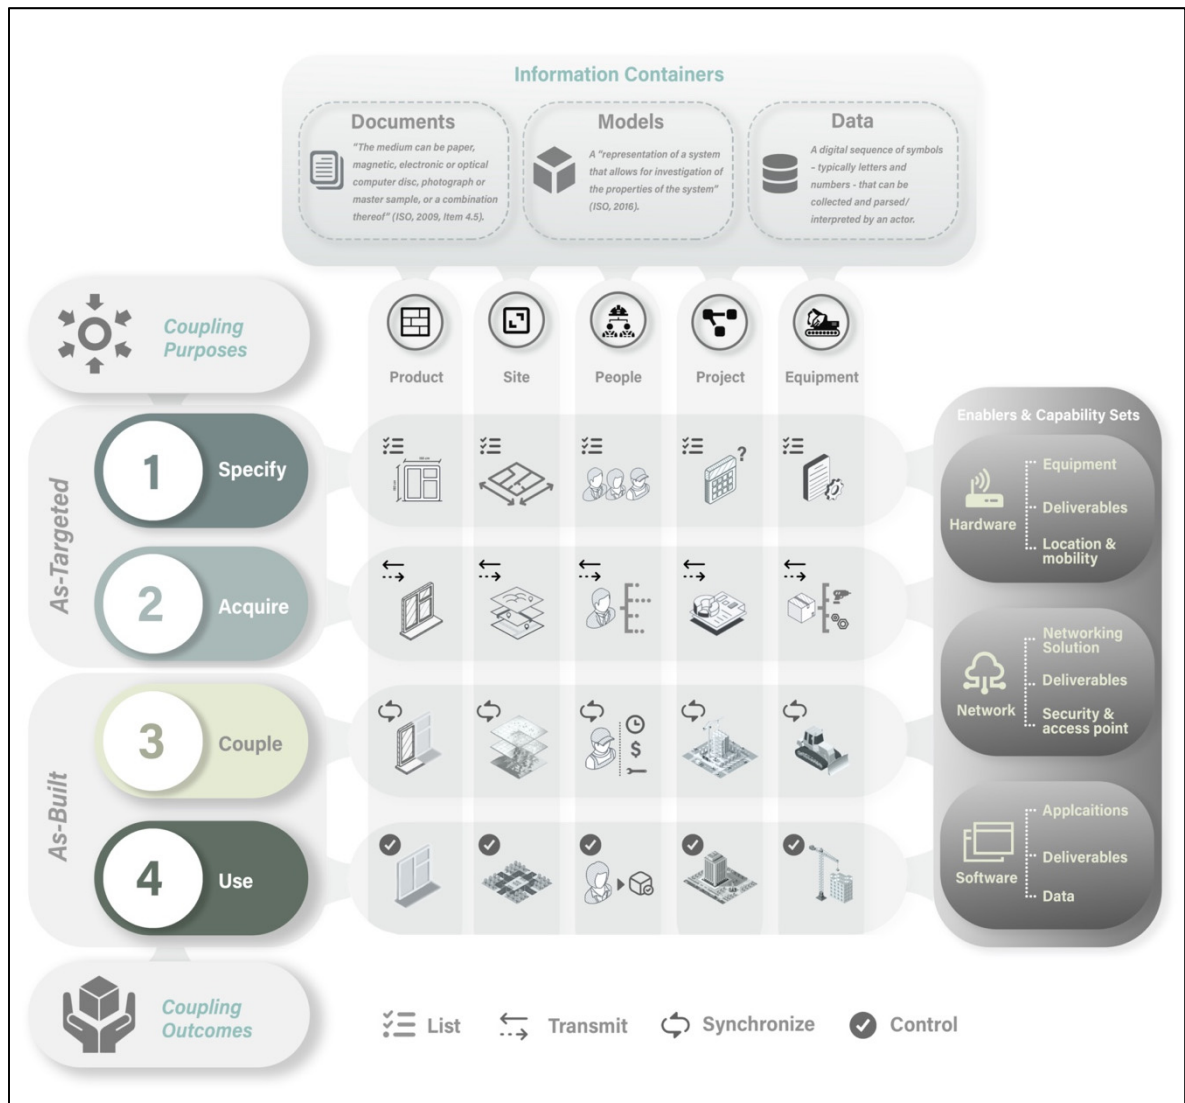 Information Containers
Documents
"The medium can be paper,
magnetic, electronic or optical
computer disc, photograph or
master sample, or a combination
thereof" (ISO, 2009, Item 4.5).
Models
A "representation of a system
that allows for investigation of
the properties of the system"
(ISO, 2016).
Data
A digital sequence of symbols
- typically letters and
numbers - that can be
collected and parsed/
interpreted by an actor.
Coupling
Purposes
Product
Site
People
Project
Equipment
As-Targeted
1
Specify
2
Acquire
As-Built
3
Couple
4
Use
?
$
Enablers & Capability Sets
Hardware
Equipment
Deliverables
Location &
mobility
Network
Networking
Solution
Deliverables
Security &
access point
Software
Applcaitions
Deliverables
Data
Coupling
Outcomes
List
Transmit
Synchronize
Control